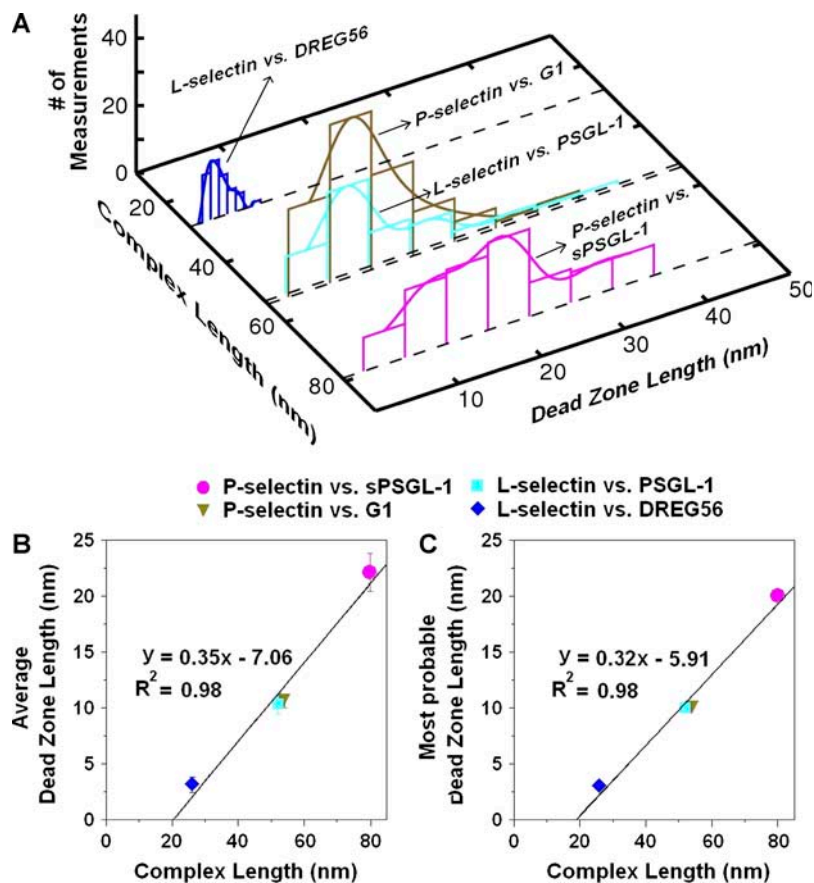 A
# of
Measurements
40
20
0
L-selectin vs. DREG56
P-selectin vs. G1
L-selectin vs. PSGL-1
P-selectin vs.
sPSGL-1
20
40
60
80
Complex Length (nm)
10
20
30
40
50
Dead Zone Length (nm)
P-selectin vs. sPSGL-1
L-selectin vs. PSGL-1
P-selectin vs. G1
L-selectin vs. DREG56
B
Average
Dead Zone Length (nm)
25
20
15
10
5
0
y = 0.35x - 7.06
R² = 0.98
0 20 40 60 80
Complex Length (nm)
C
Most probable
Dead Zone Length (nm)
25
20
15
10
5
0
y = 0.32x - 5.91
R² = 0.98
0 20 40 60 80
Complex Length (nm)